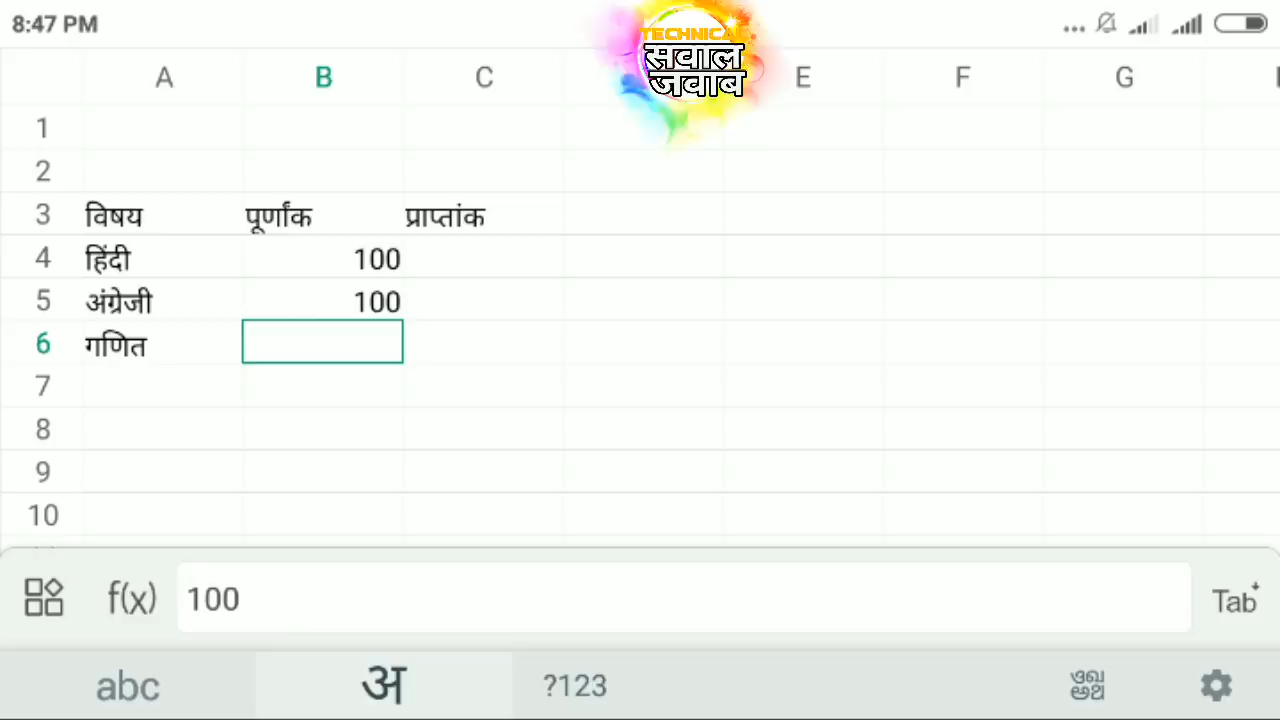 8:47 PM
TECHNICAL
सवाल
जवाब
A B C E F G
1
2
3 विषय पूर्णांक प्राप्तांक
4 हिंदी 100
5 अंग्रेजी 100
6 गणित
7
8
9
10
f(x) 100 Tab
abc अ ?123